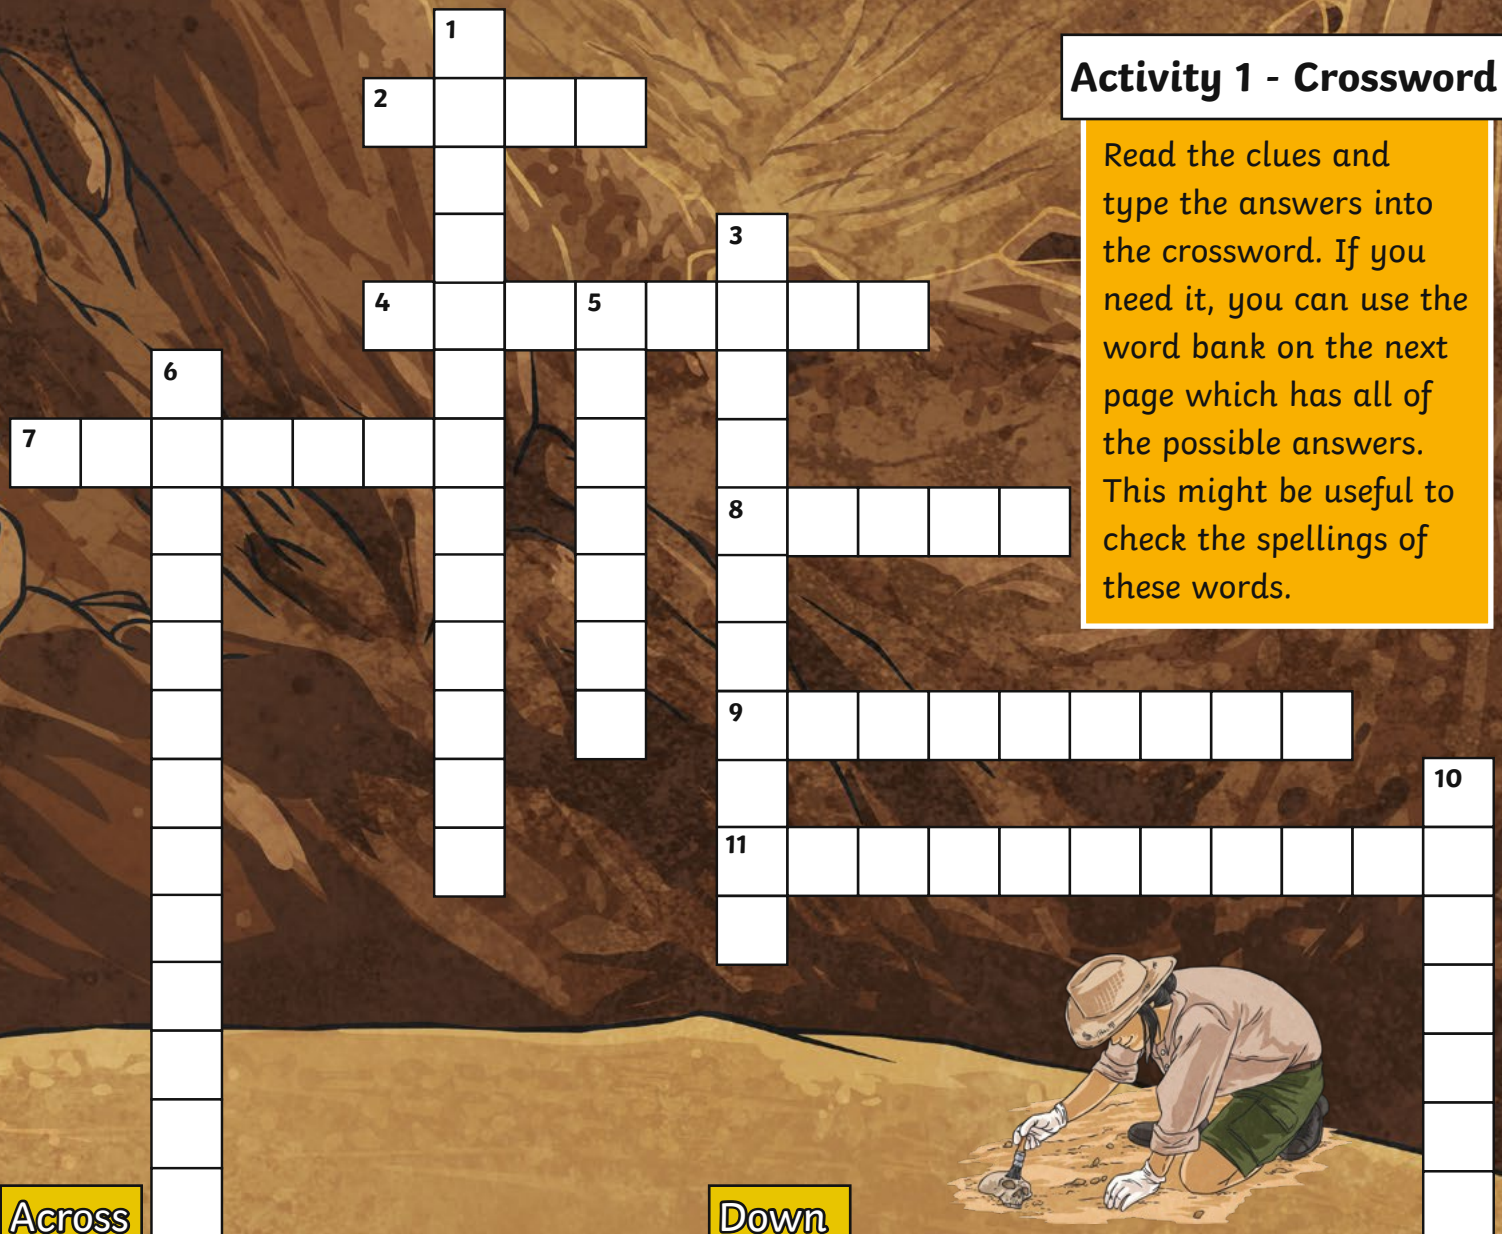 1
Activity 1 - Crossword
2
Read the clues and
type the answers into
the crossword. If you
need it, you can use the
word bank on the next
page which has all of
the possible answers.
This might be useful to
check the spellings of
these words.
3
4 5
6
7
8
9
10
11
Across
Down